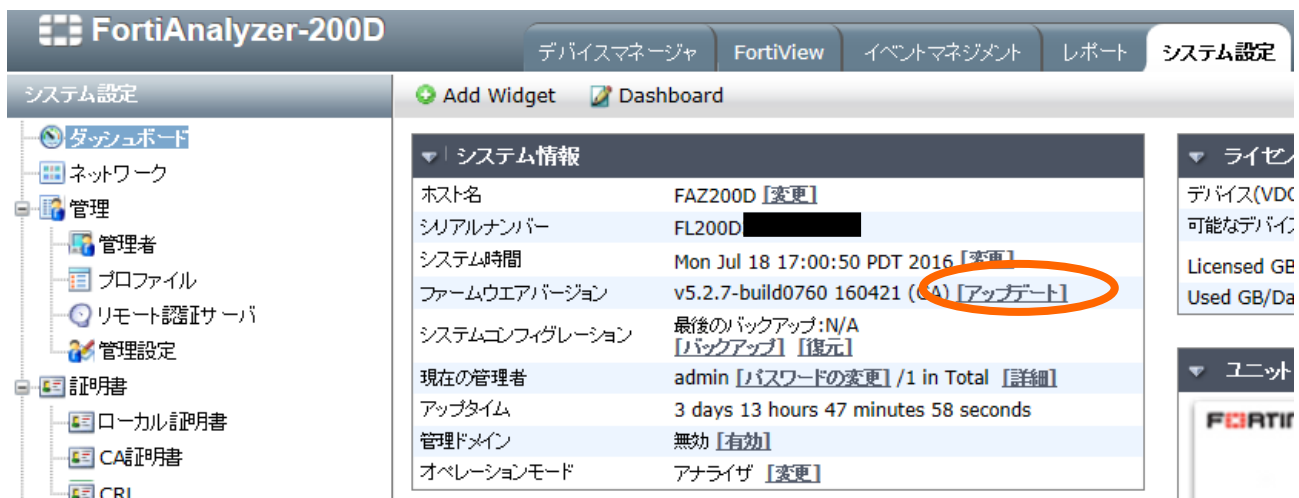 FortiAnalyzer-200D
デバイスマネージャ FortiView イベントマネジメント レポート システム設定
システム設定
Add Widget Dashboard
ダッシュボード
ネットワーク
管理
管理者
プロファイル
リモート認証サーバ
管理設定
証明書
ローカル証明書
CA証明書
CRL
システム情報
ホスト名 FAZ200D [変更]
シリアルナンバー FL200D
システム時間 Mon Jul 18 17:00:50 PDT 2016 [変更]
ファームウエアバージョン v5.2.7-build0760 160421 (GA) [アップデート]
システムコンフィグレーション 最後のバックアップ:N/A
[バックアップ] [復元]
現在の管理者 admin [パスワードの変更] /1 in Total [詳細]
アップタイム 3 days 13 hours 47 minutes 58 seconds
管理ドメイン 無効 [有効]
オペレーションモード アナライザ [変更]
ライセン
デバイス(VDO
可能なデバイス
Licensed GB
Used GB/Da
ユニット
FORTIN